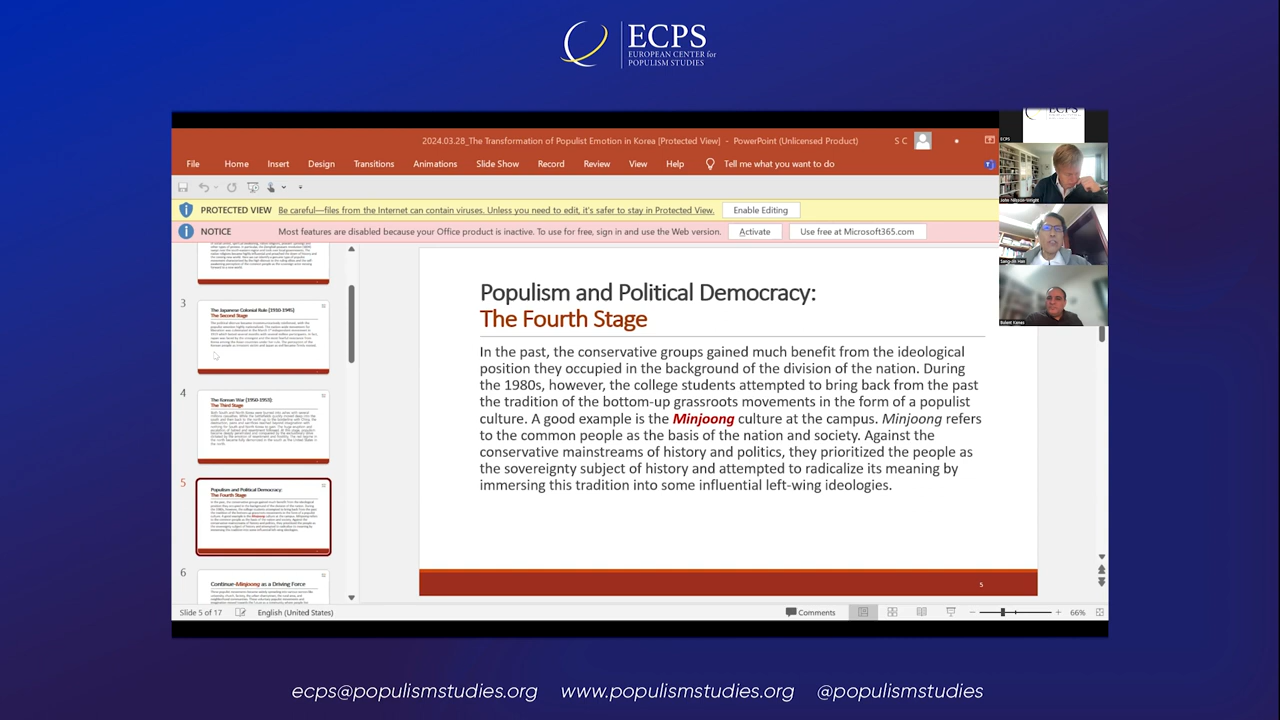 ECPS
EUROPEAN CENTER for
POPULISM STUDIES
2024.03.28_The Transformation of Populist Emotion in Korea [Protected View] - PowerPoint (Unlicensed Product)
S C
File Home Insert Design Transitions Animations Slide Show Record Review View Help Tell me what you want to do
PROTECTED VIEW Be careful—files from the Internet can contain viruses. Unless you need to edit, it's safer to stay in Protected View. Enable Editing
NOTICE Most features are disabled because your Office product is inactive. To use for free, sign in and use the Web version. Activate Use free at Microsoft365.com
ECPS
John Nilsson-Wright
Sang-Jin Han
3
The Japanese Colonial Rule (1910-1945)
The Second Stage
4
The Korean War (1950-1953)
The Third Stage
5
Populism and Political Democracy:
The Fourth Stage
6
Continue-Minjoong as a Driving Force
Populism and Political Democracy:
The Fourth Stage
In the past, the conservative groups gained much benefit from the ideological
position they occupied in the background of the division of the nation. During
the 1980s, however, the college students attempted to bring back from the past
the tradition of the bottom-up grassroots movements in the form of a populist
culture. A good example is the Minjoong culture at the campus. Minjoong refers
to the common people as the basis of the nation and society. Against the
conservative mainstreams of history and politics, they prioritized the people as
the sovereignty subject of history and attempted to radicalize its meaning by
immersing this tradition into some influential left-wing ideologies.
5
Slide 5 of 17 English (United States) Comments 66%
ecps@populismstudies.org www.populismstudies.org @populismstudies